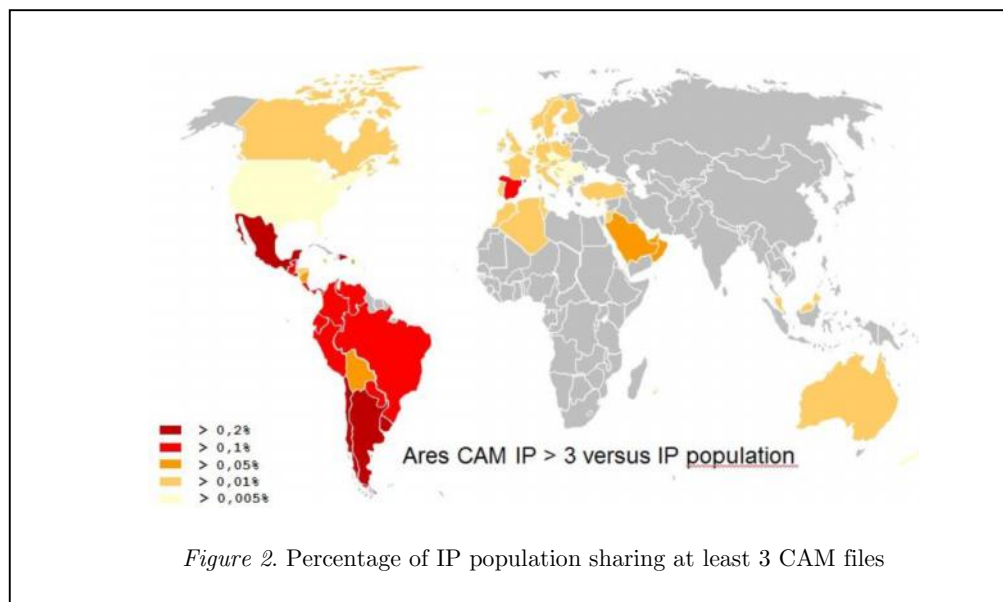 > 0,2%
> 0,1%
> 0,05%
> 0,01%
> 0,005%
Ares CAM IP > 3 versus IP population
Figure 2. Percentage of IP population sharing at least 3 CAM files